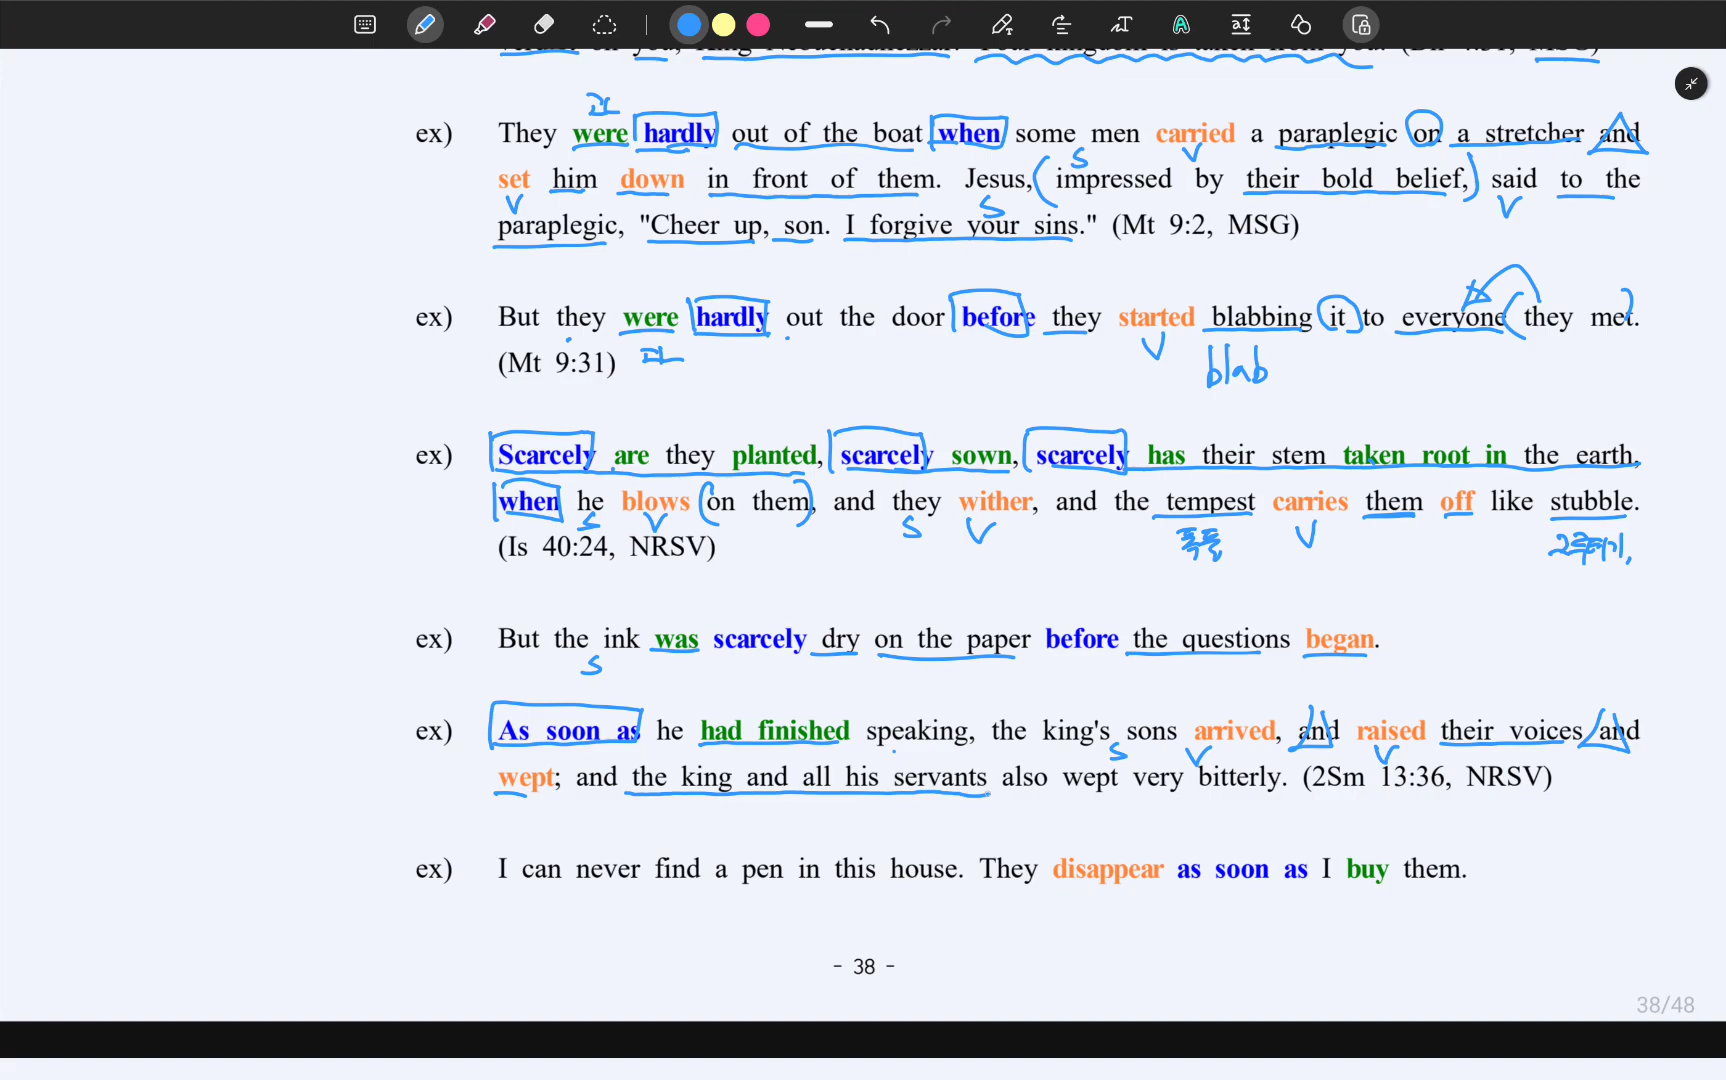 ex) They were hardly out of the boat when some men carried a paraplegic on a stretcher and
set him down in front of them. Jesus, impressed by their bold belief, said to the
paraplegic, "Cheer up, son. I forgive your sins." (Mt 9:2, MSG)
ex) But they were hardly out the door before they started blabbing it to everyone they met.
(Mt 9:31)
blab
ex) Scarcely are they planted, scarcely sown, scarcely has their stem taken root in the earth,
when he blows on them, and they wither, and the tempest carries them off like stubble.
폭풍
(Is 40:24, NRSV)
ex) But the ink was scarcely dry on the paper before the questions began.
ex) As soon as he had finished speaking, the king's sons arrived, and raised their voices and
wept; and the king and all his servants also wept very bitterly. (2Sm 13:36, NRSV)
ex) I can never find a pen in this house. They disappear as soon as I buy them.
- 38 -
38/48